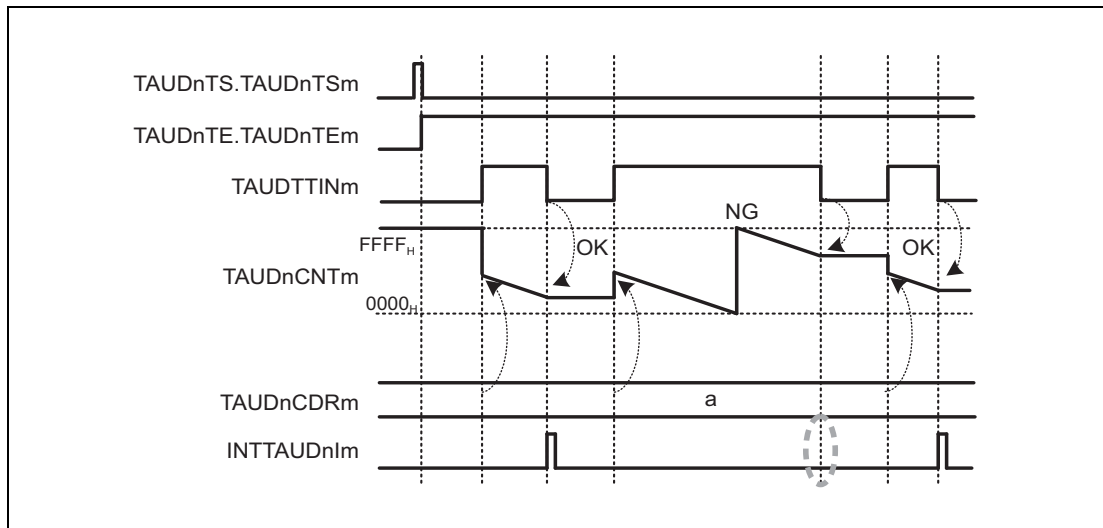 TAUDnTS.TAUDnTSm
TAUDnTE.TAUDnTEm
TAUDTTINm
NG
FFFFH
OK
OK
TAUDnCNTm
0000H
a
TAUDnCDRm
INTTAUDnIm